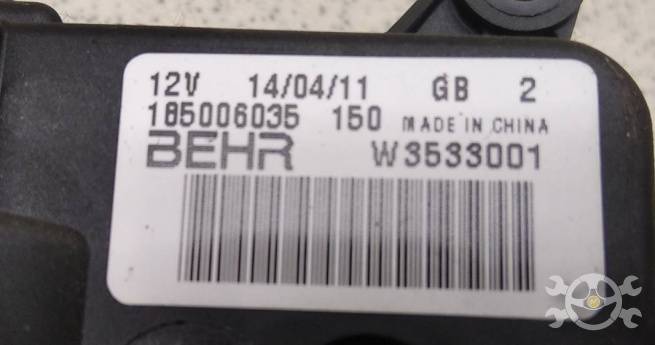 12V 14/04/11 GB 2
185006035 150 MADE IN CHINA
BEHR W3533001